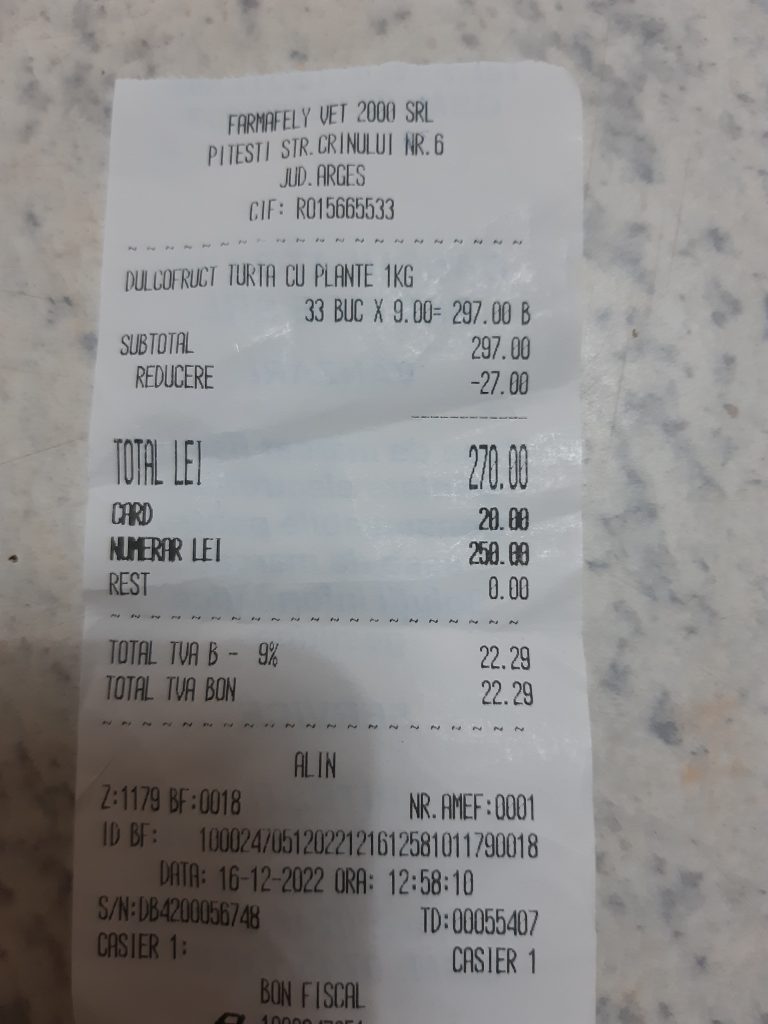 FARMAFELY VET 2000 SRL
PITESTI STR.CRINULUI NR.6
JUD.ARGES
CIF: RO15665533
DULCOFRUCT TURTA CU PLANTE 1KG
33 BUC X 9.00= 297.00 B
SUBTOTAL 297.00
REDUCERE -27.00
TOTAL LEI 270.00
CARD 20.00
NUMERAR LEI 250.00
REST 0.00
TOTAL TVA B - 9% 22.29
TOTAL TVA BON 22.29
ALIN
Z:1179 BF:0018 NR.AMEF:0001
ID BF: 10002470512022121612581011790018
DATA: 16-12-2022 ORA: 12:58:10
S/N:DB4200056748 TD:00055407
CASIER 1: CASIER 1
BON FISCAL